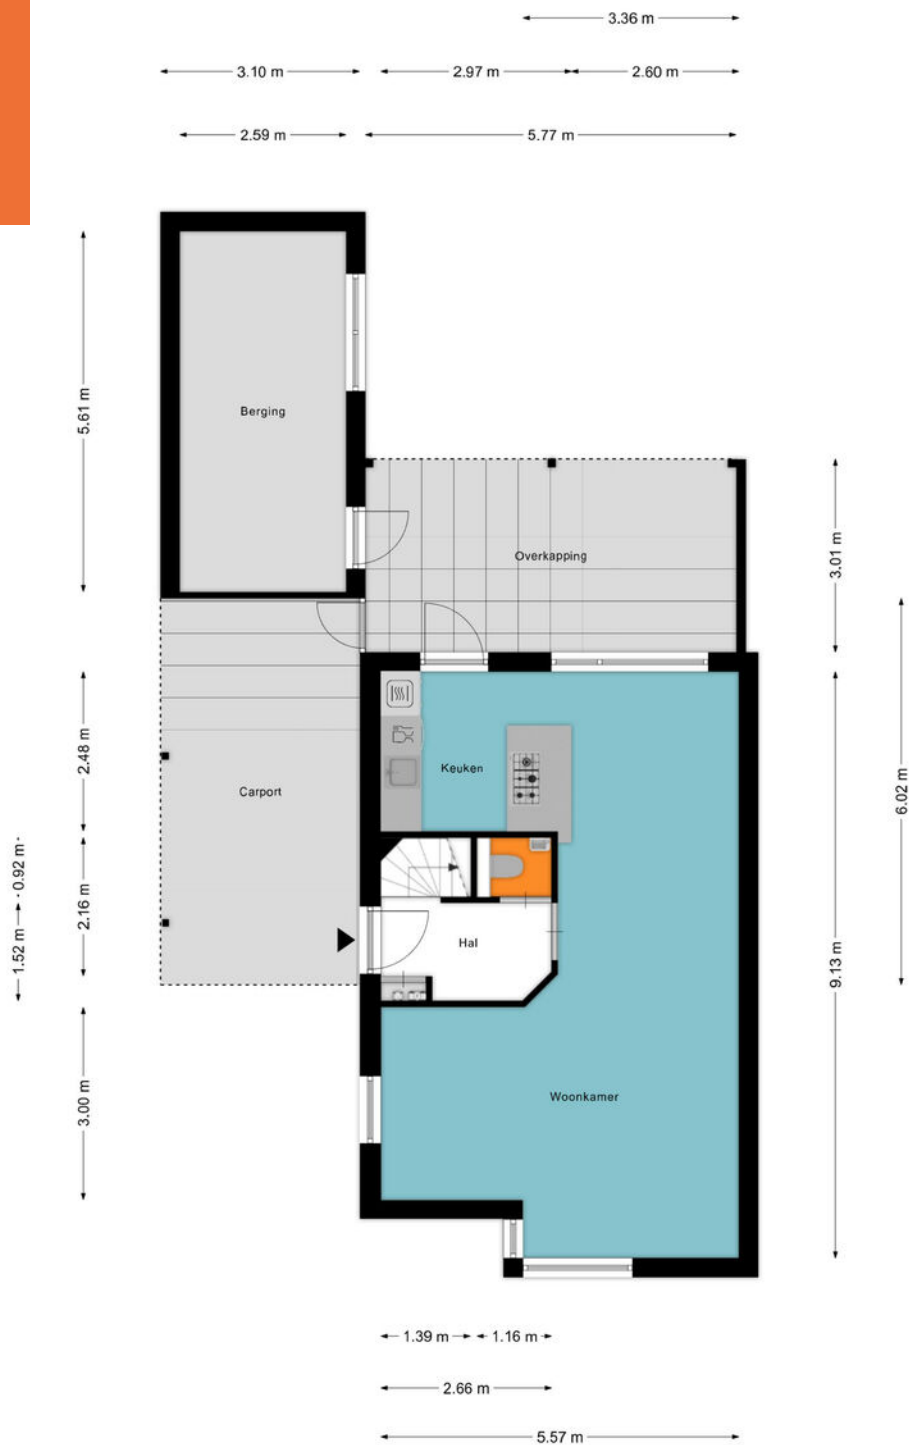 3.36 m
3.10 m
2.97 m
2.60 m
2.59 m
5.77 m
5.61 m
Berging
Overkapping
3.01 m
2.48 m
Keuken
Carport
6.02 m
0.92 m
1.52 m
2.16 m
Hal
9.13 m
3.00 m
Woonkamer
1.39 m
1.16 m
2.66 m
5.57 m